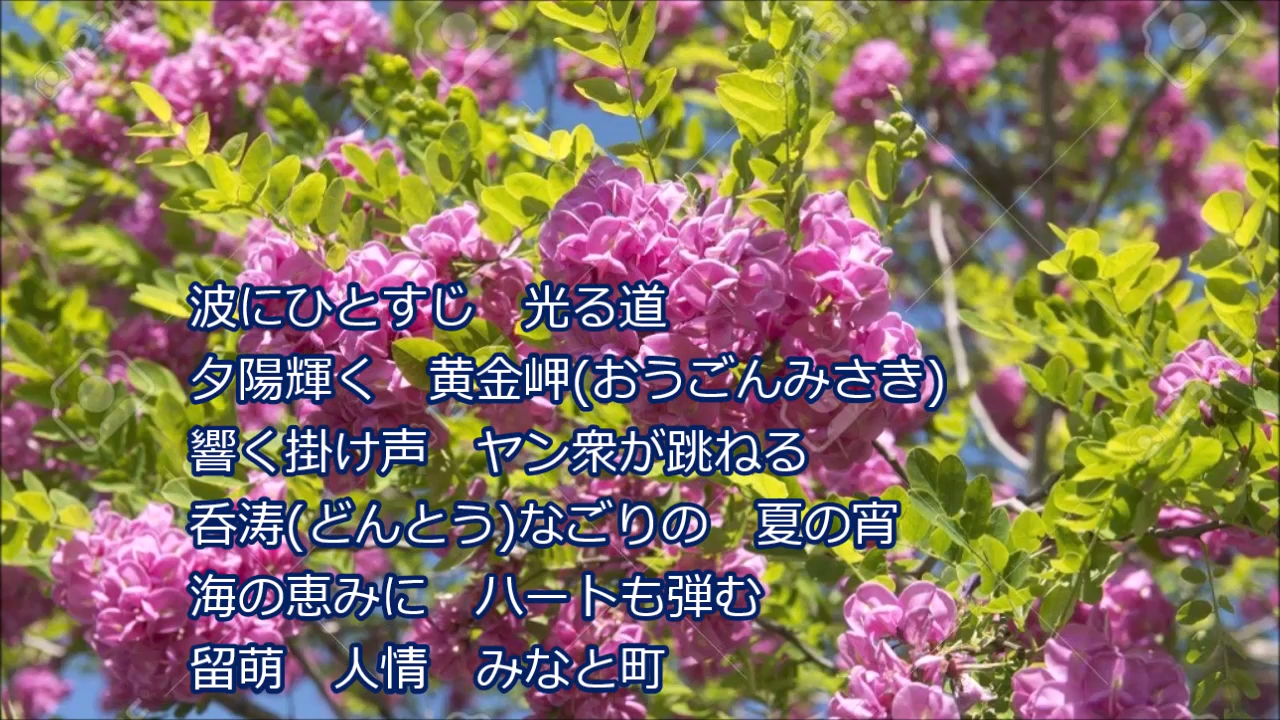 波にひとすじ　光る道
夕陽輝く　黄金岬(おうごんみさき)
響く掛け声　ヤン衆が跳ねる
呑涛(どんとう)なごりの　夏の宵
海の恵みに　ハートも弾む
留萌　人情　みなと町